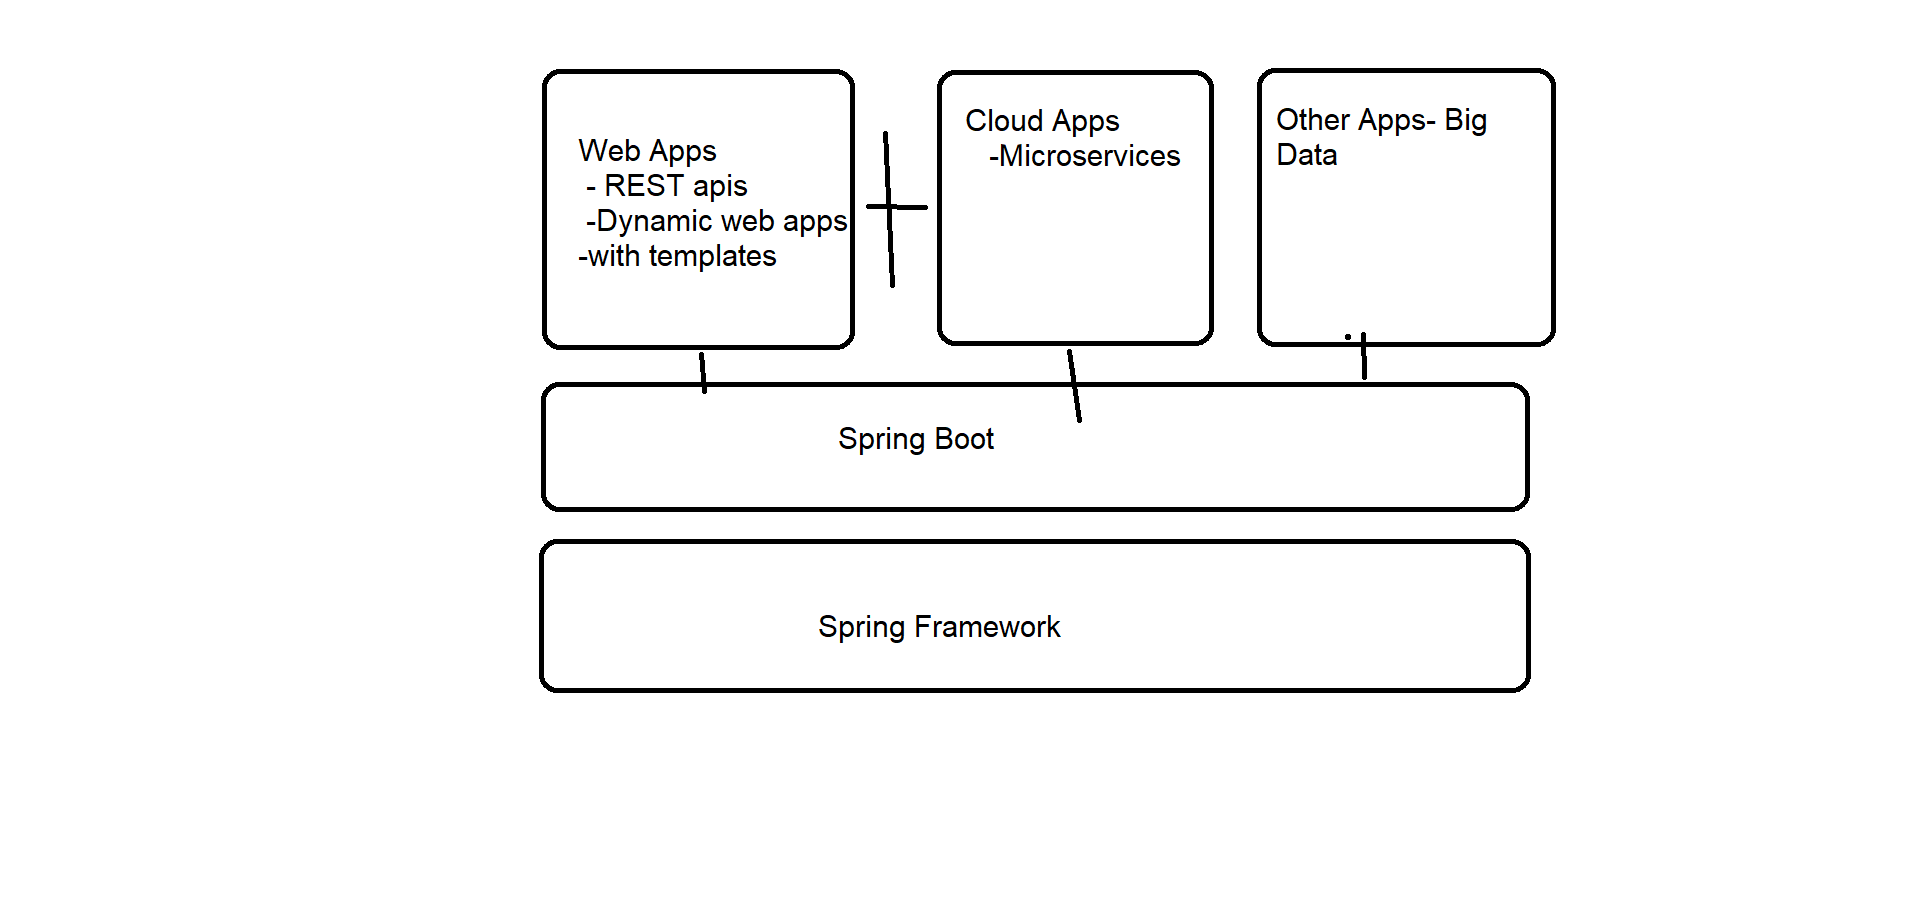 Web Apps
- REST apis
-Dynamic web apps
-with templates
Cloud Apps
-Microservices
Other Apps- Big
Data
Spring Boot
Spring Framework